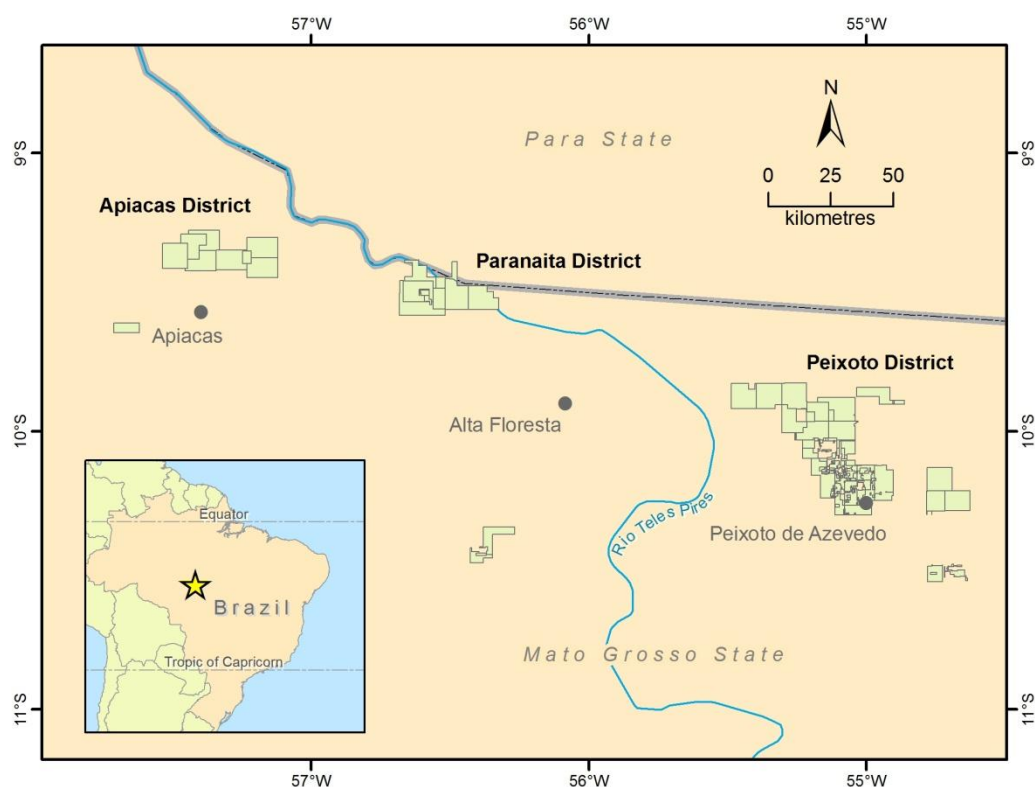 57°W
56°W
55°W
N
Para State
9°S
9°S
0 25 50
kilometres
Apiacas District
Paranaita District
Apiacas
Peixoto District
Alta Floresta
10°S
10°S
Rio Teles Pires
Peixoto de Azevedo
Equator
Brazil
Tropic of Capricorn
Mato Grosso State
11°S
11°S
57°W
56°W
55°W